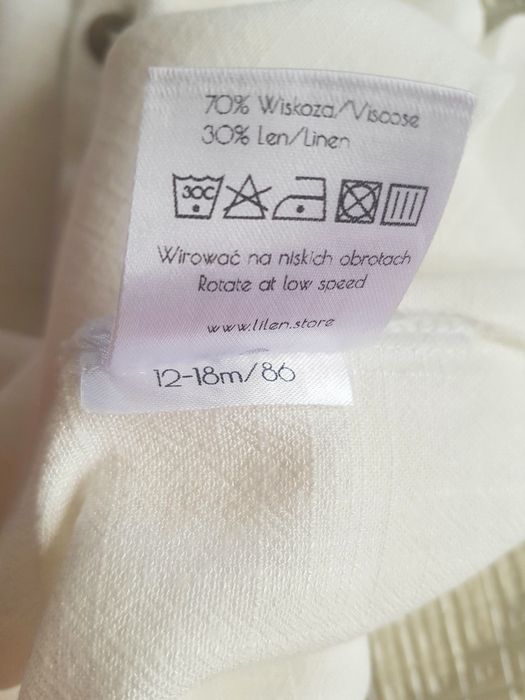 70% Wiskoza/Viscose
30% Len/Linen
30C
Wirować na niskich obrotach
Rotate at low speed
www.lilen.store
12-18m/86